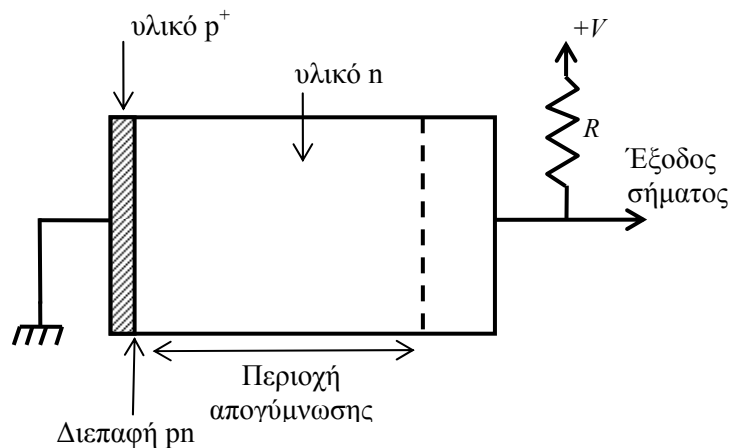 υλικό p+
υλικό n
+V
R
Έξοδος
σήματος
Περιοχή
απογύμνωσης
Διεπαφή pn